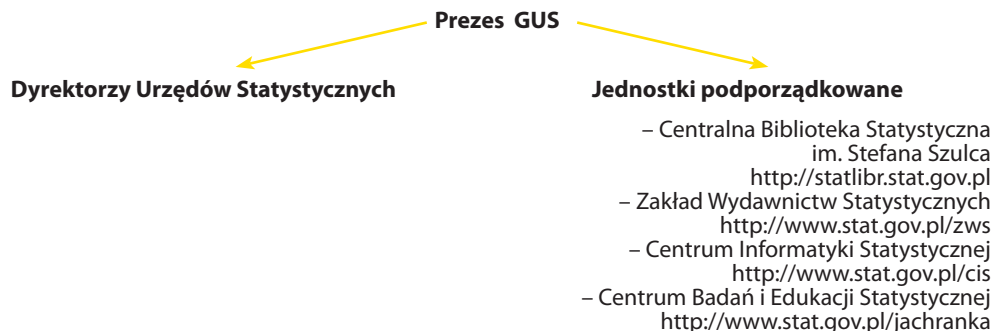 Prezes GUS
Dyrektorzy Urzędów Statystycznych
Jednostki podporządkowane
– Centralna Biblioteka Statystyczna
im. Stefana Szulca
http://statlibr.stat.gov.pl
– Zakład Wydawnictw Statystycznych
http://www.stat.gov.pl/zws
– Centrum Informatyki Statystycznej
http://www.stat.gov.pl/cis
– Centrum Badań i Edukacji Statystycznej
http://www.stat.gov.pl/jachranka